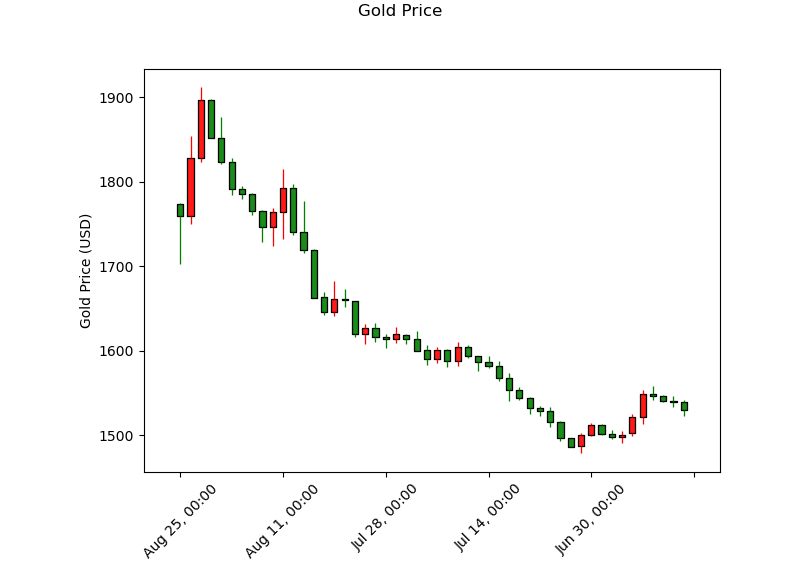 Gold Price
Gold Price (USD)
1900
1800
1700
1600
1500
Aug 25, 00:00
Aug 11, 00:00
Jul 28, 00:00
Jul 14, 00:00
Jun 30, 00:00